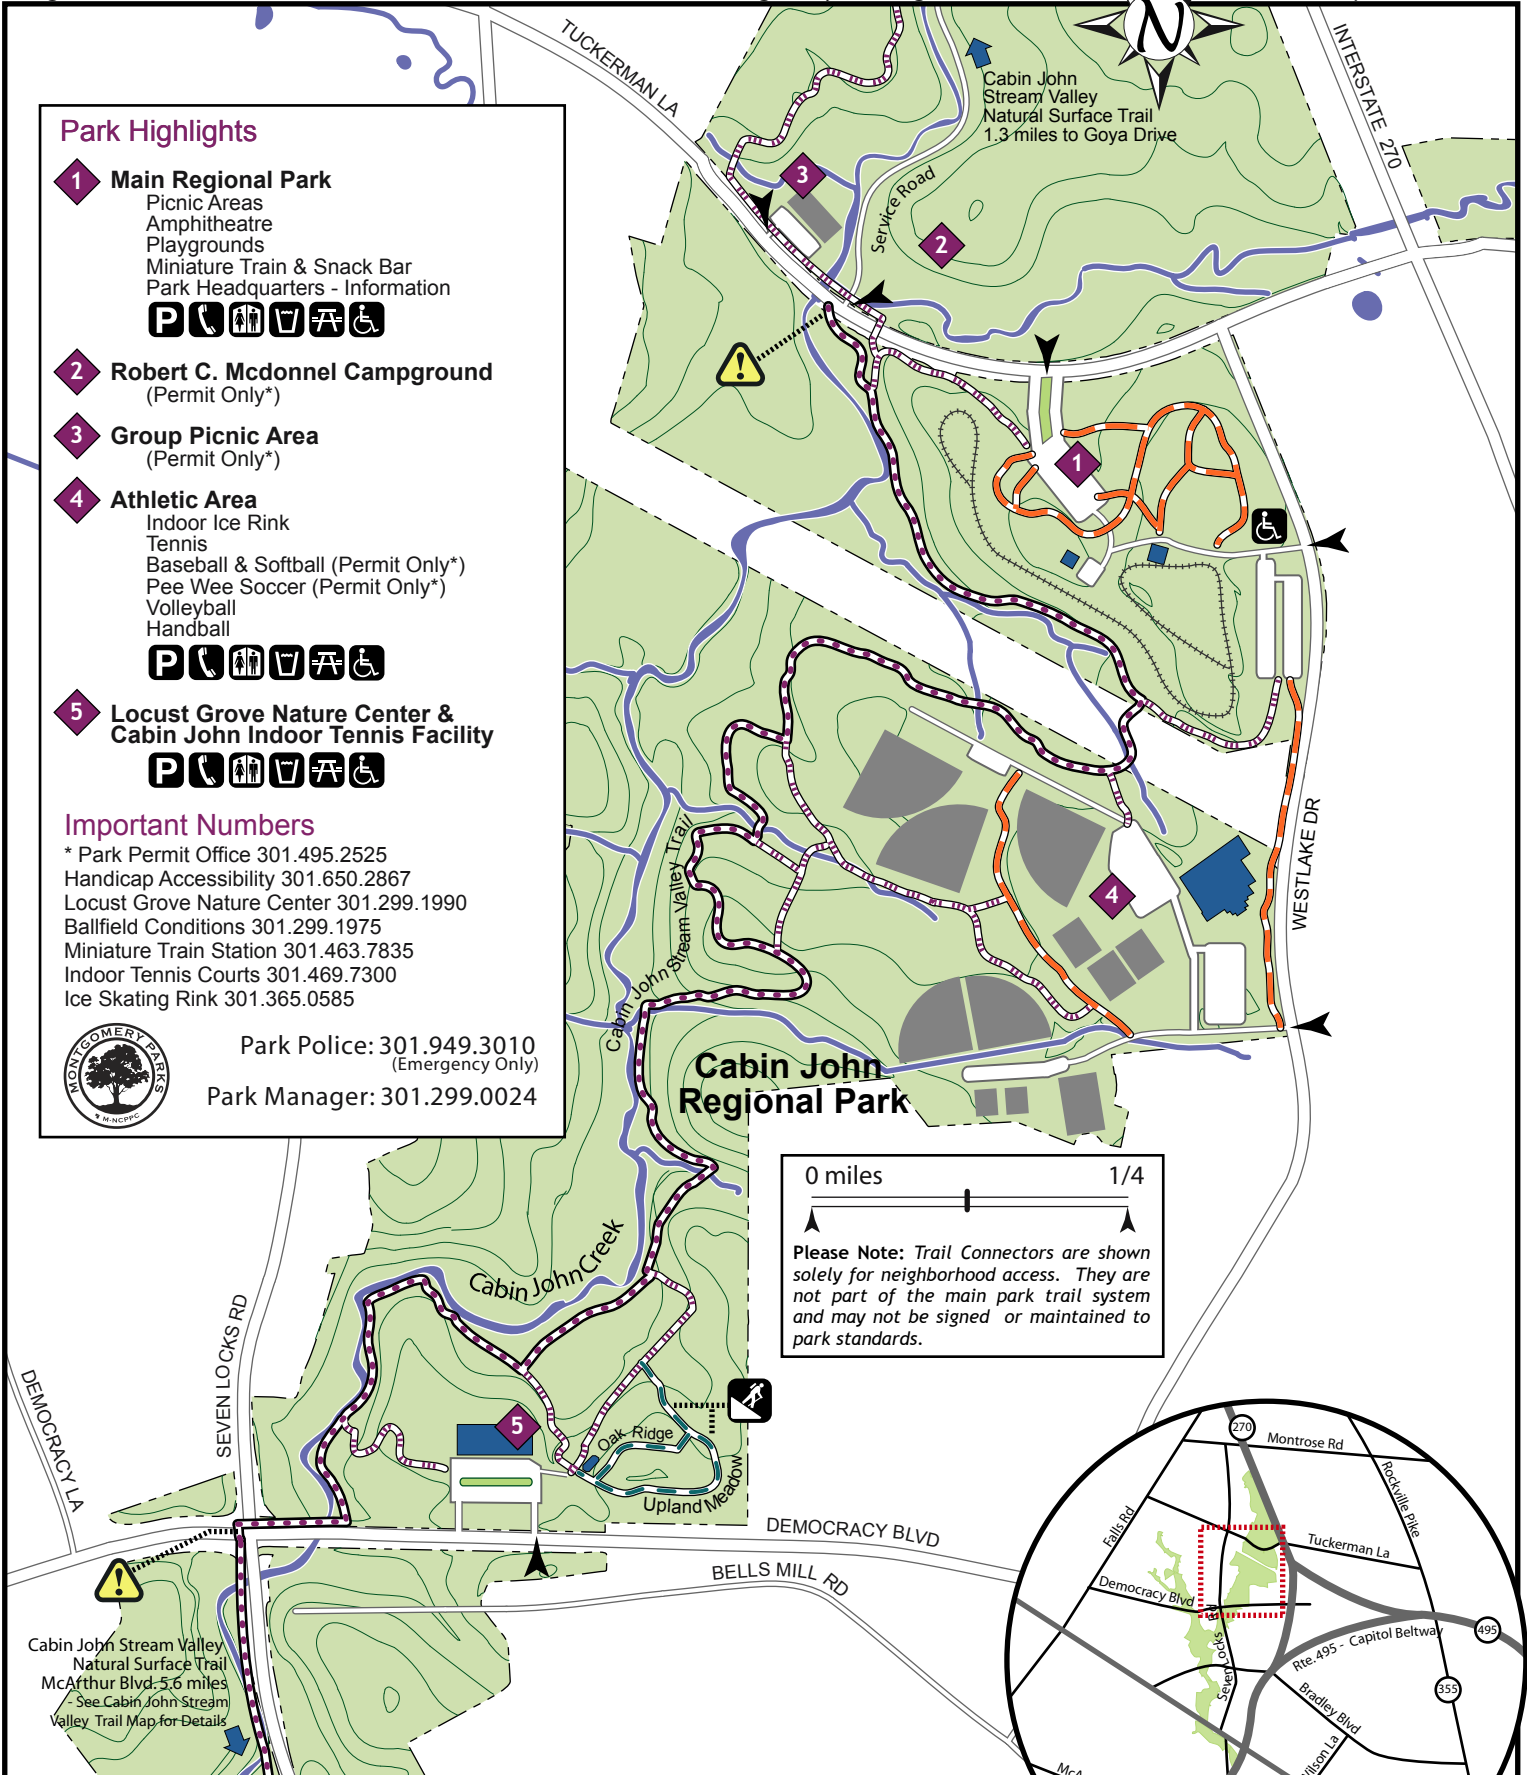 Park Highlights
1 Main Regional Park
Picnic Areas
Amphitheatre
Playgrounds
Miniature Train & Snack Bar
Park Headquarters - Information
P
2 Robert C. Mcdonnel Campground
(Permit Only*)
3 Group Picnic Area
(Permit Only*)
4 Athletic Area
Indoor Ice Rink
Tennis
Baseball & Softball (Permit Only*)
Pee Wee Soccer (Permit Only*)
Volleyball
Handball
P
5 Locust Grove Nature Center &
Cabin John Indoor Tennis Facility
P
Important Numbers
* Park Permit Office 301.495.2525
Handicap Accessibility 301.650.2867
Locust Grove Nature Center 301.299.1990
Ballfield Conditions 301.299.1975
Miniature Train Station 301.463.7835
Indoor Tennis Courts 301.469.7300
Ice Skating Rink 301.365.0585
MONTGOMERY PARKS
M-NCPPC
Park Police: 301.949.3010
(Emergency Only)
Park Manager: 301.299.0024
N
TUCKERMAN LA
INTERSTATE 270
Cabin John
Stream Valley
Natural Surface Trail
1.3 miles to Goya Drive
3
Service Road
2
!
1
WESTLAKE DR
4
Cabin John Stream Valley Trail
Cabin John
Regional Park
0 miles 1/4
Please Note: Trail Connectors are shown
solely for neighborhood access. They are
not part of the main park trail system
and may not be signed or maintained to
park standards.
Cabin John Creek
SEVEN LOCKS RD
DEMOCRACY LA
5
Oak Ridge
Upland Meadow
DEMOCRACY BLVD
BELLS MILL RD
!
Cabin John Stream Valley
Natural Surface Trail
McArthur Blvd. 5.6 miles
- See Cabin John Stream
Valley Trail Map for Details
270
Montrose Rd
Rockville Pike
Falls Rd
Tuckerman La
Democracy Blvd
Seven Locks Rd
Rte. 495 - Capitol Beltway
495
355
Bradley Blvd
Wilson La
McA